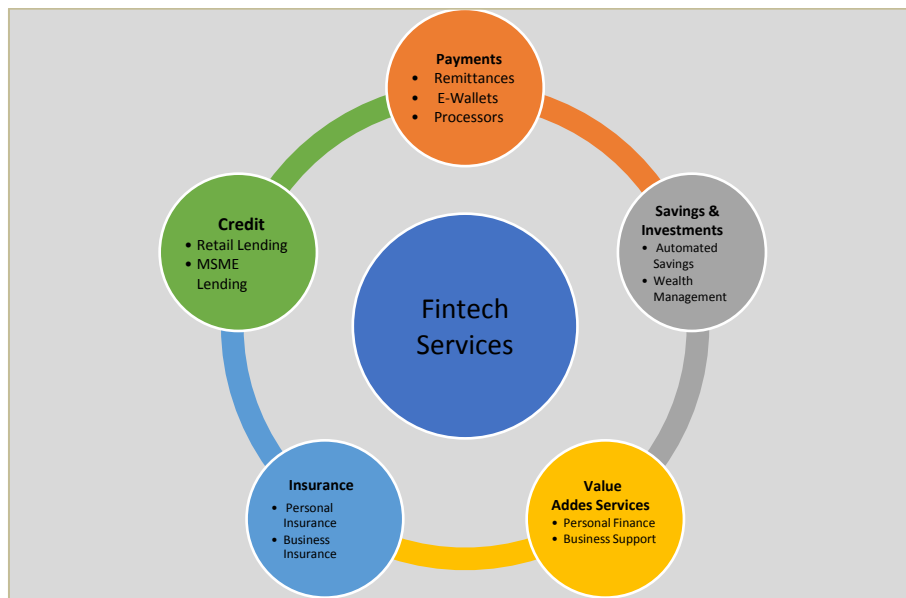 Payments
• Remittances
• E-Wallets
• Processors
Savings &
Investments
• Automated
Savings
• Wealth
Management
Value
Addes Services
• Personal Finance
• Business Support
Insurance
• Personal
Insurance
• Business
Insurance
Credit
• Retail Lending
• MSME
Lending
Fintech
Services